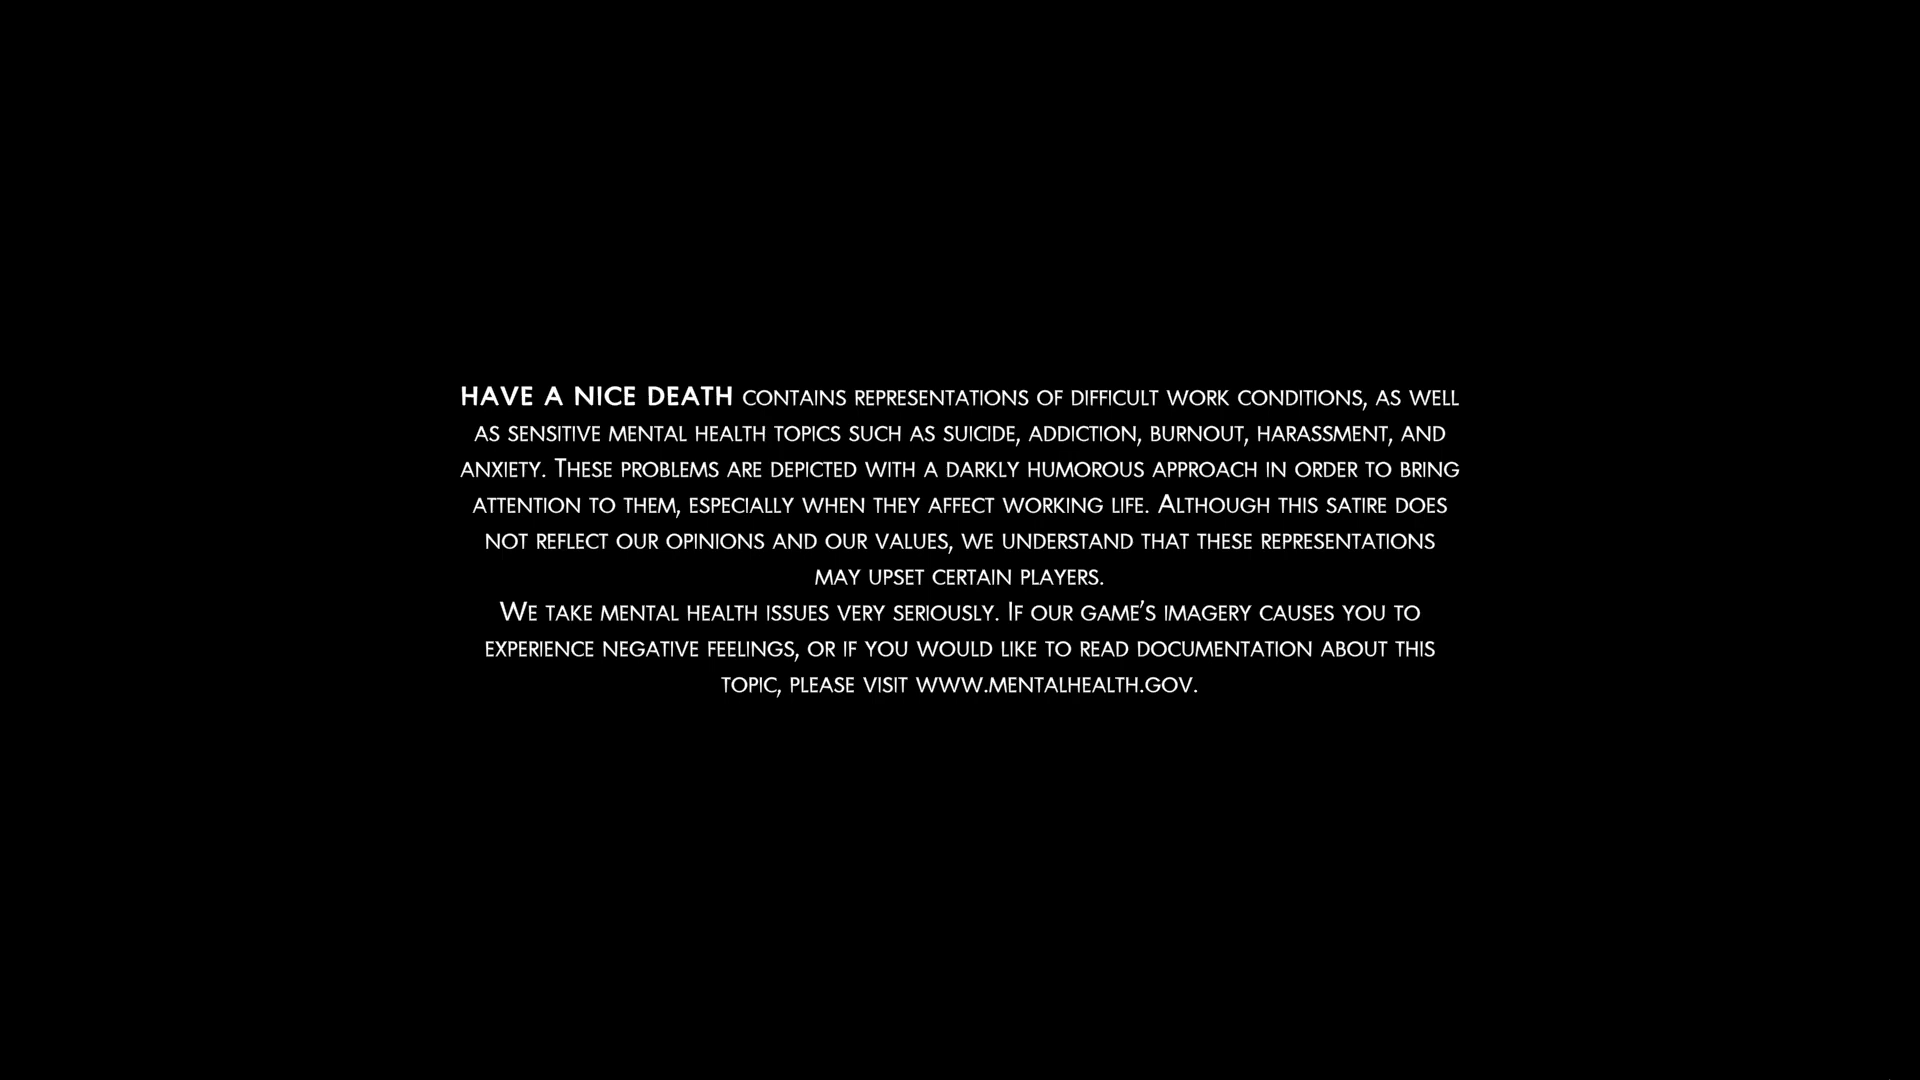 HAVE A NICE DEATH CONTAINS REPRESENTATIONS OF DIFFICULT WORK CONDITIONS, AS WELL
AS SENSITIVE MENTAL HEALTH TOPICS SUCH AS SUICIDE, ADDICTION, BURNOUT, HARASSMENT, AND
ANXIETY. THESE PROBLEMS ARE DEPICTED WITH A DARKLY HUMOROUS APPROACH IN ORDER TO BRING
ATTENTION TO THEM, ESPECIALLY WHEN THEY AFFECT WORKING LIFE. ALTHOUGH THIS SATIRE DOES
NOT REFLECT OUR OPINIONS AND OUR VALUES, WE UNDERSTAND THAT THESE REPRESENTATIONS
MAY UPSET CERTAIN PLAYERS.
WE TAKE MENTAL HEALTH ISSUES VERY SERIOUSLY. IF OUR GAME'S IMAGERY CAUSES YOU TO
EXPERIENCE NEGATIVE FEELINGS, OR IF YOU WOULD LIKE TO READ DOCUMENTATION ABOUT THIS
TOPIC, PLEASE VISIT WWW.MENTALHEALTH.GOV.